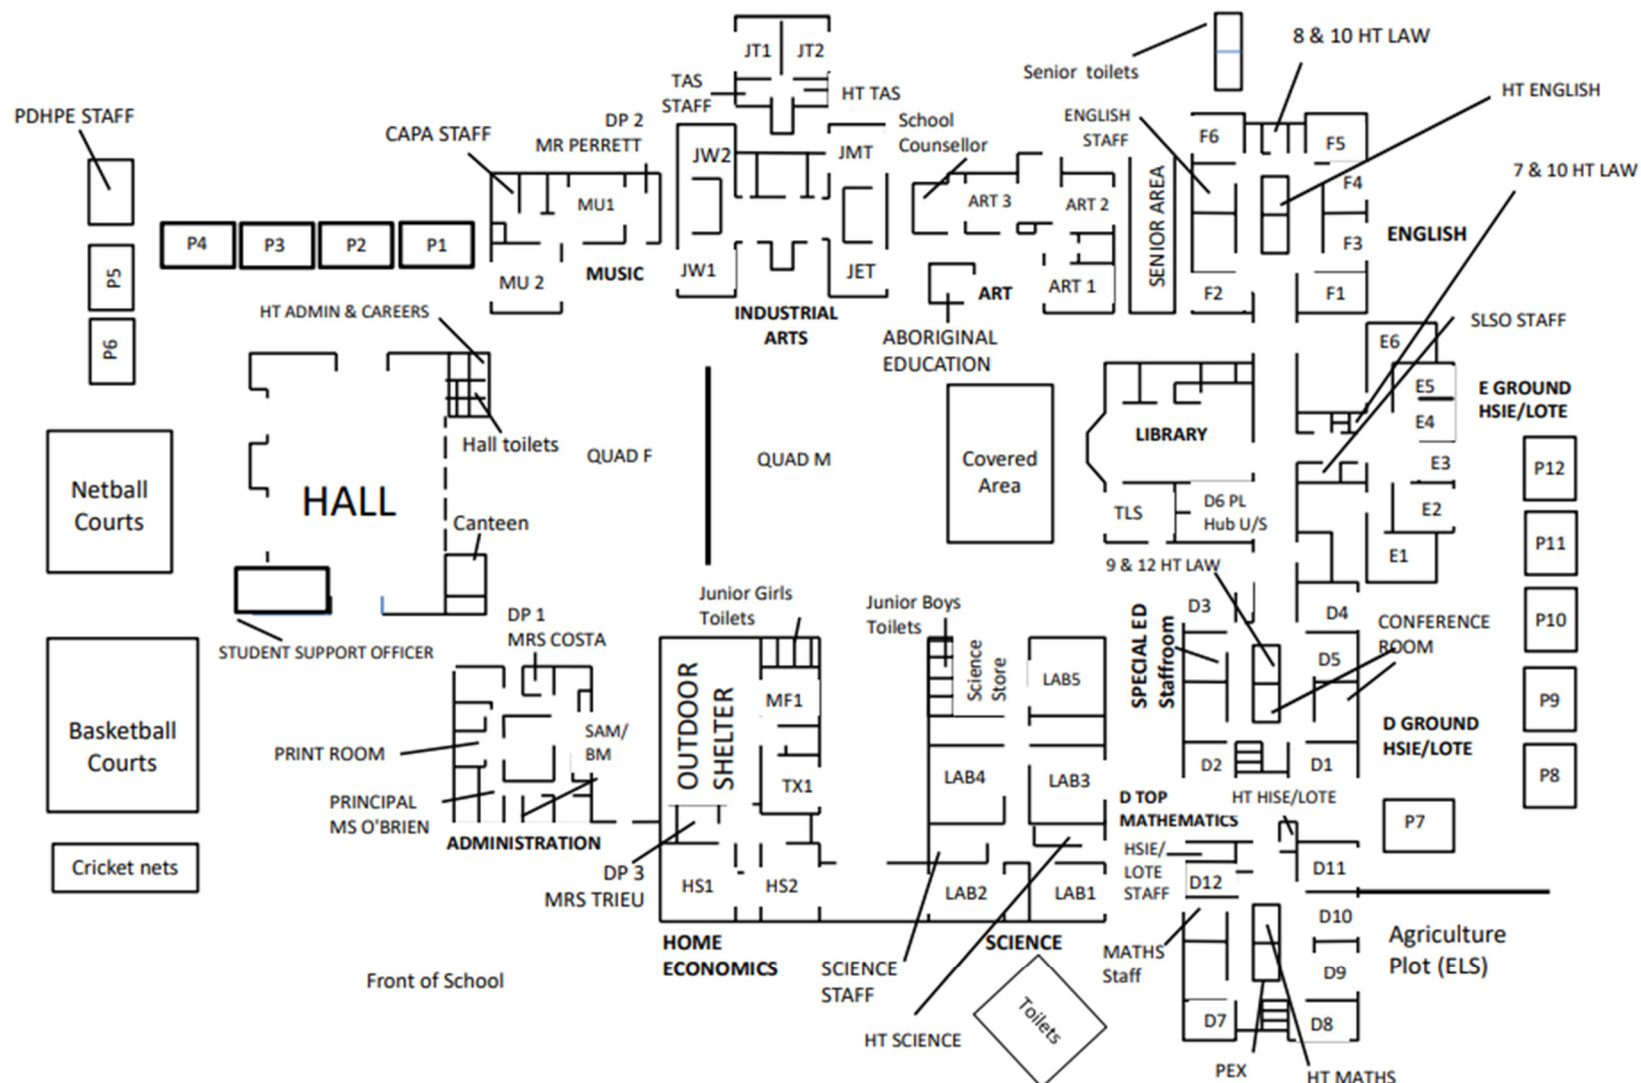 JT1
JT2
8 & 10 HT LAW
Senior toilets
TAS
STAFF
HT TAS
HT ENGLISH
PDHPE STAFF
CAPA STAFF
DP 2
MR PERRETT
School
Counsellor
ENGLISH
STAFF
F6
F5
JW2
JMT
7 & 10 HT LAW
F4
MU1
ART 3
ART 2
SENIOR AREA
P4
P3
P2
P1
F3
ENGLISH
P5
MU 2
MUSIC
JW1
JET
ART
ART 1
F2
F1
HT ADMIN & CAREERS
INDUSTRIAL
ARTS
ABORIGINAL
EDUCATION
SLSO STAFF
P6
E6
E5
E GROUND
HSIE/LOTE
E4
Hall toilets
QUAD F
QUAD M
LIBRARY
Covered
Area
E3
P12
Netball
Courts
HALL
Canteen
TLS
D6 PL
Hub U/S
E2
P11
E1
9 & 12 HT LAW
Junior Girls
Toilets
Junior Boys
Toilets
DP 1
MRS COSTA
D3
D4
CONFERENCE
ROOM
P10
STUDENT SUPPORT OFFICER
SPECIAL ED
Staffroom
D5
Science
Store
LAB5
OUTDOOR
SHELTER
MF1
P9
Basketball
Courts
SAM/
BM
PRINT ROOM
D GROUND
HSIE/LOTE
D2
D1
P8
LAB4
LAB3
TX1
PRINCIPAL
MS O'BRIEN
ADMINISTRATION
D TOP
MATHEMATICS
HT HISE/LOTE
P7
Cricket nets
DP 3
MRS TRIEU
HS1
HS2
LAB2
LAB1
HSIE/
LOTE
STAFF
D12
D11
D10
HOME
ECONOMICS
SCIENCE
MATHS
Staff
D9
Agriculture
Plot (ELS)
Front of School
SCIENCE
STAFF
Toilets
D7
D8
HT SCIENCE
PEX
HT MATHS